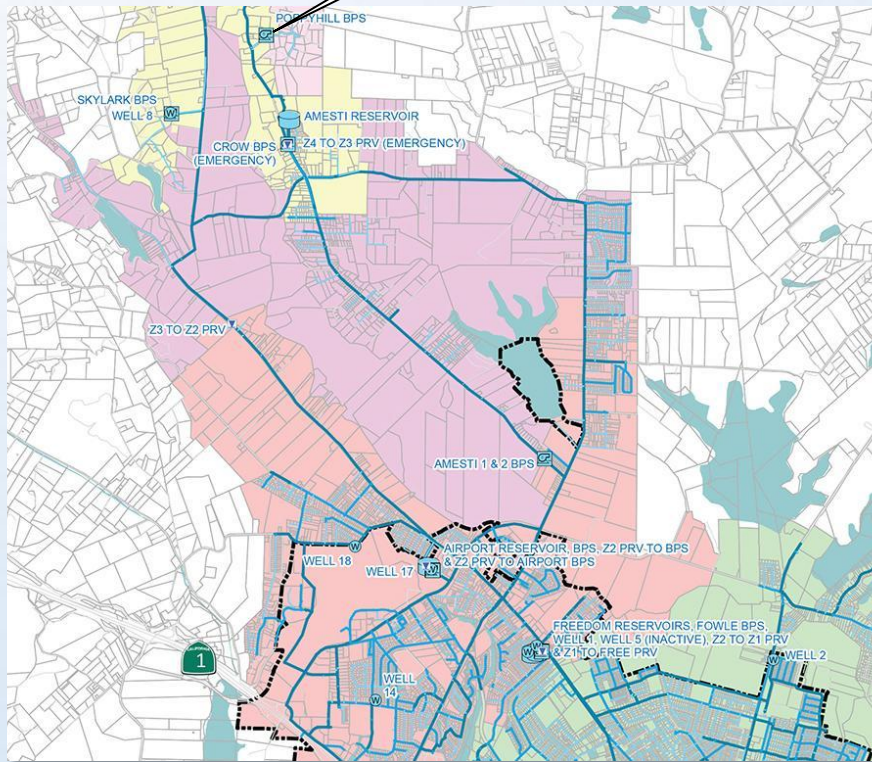 POPPYHILL BPS
SKYLARK BPS
WELL 8
AMESTI RESERVOIR
CROW BPS
(EMERGENCY)
Z4 TO Z3 PRV (EMERGENCY)
Z3 TO Z2 PRV
AMESTI 1 & 2 BPS
WELL 18
WELL 17
AIRPORT RESERVOIR, BPS, Z2 PRV TO BPS
& Z2 PRV TO AIRPORT BPS
FREEDOM RESERVOIRS, FOWLE BPS,
WELL 1, WELL 5 (INACTIVE), Z2 TO Z1 PRV
& Z1 TO FREE PRV
WELL 2
CALIFORNIA
1
WELL
14
W
W
W
W
W
W
W